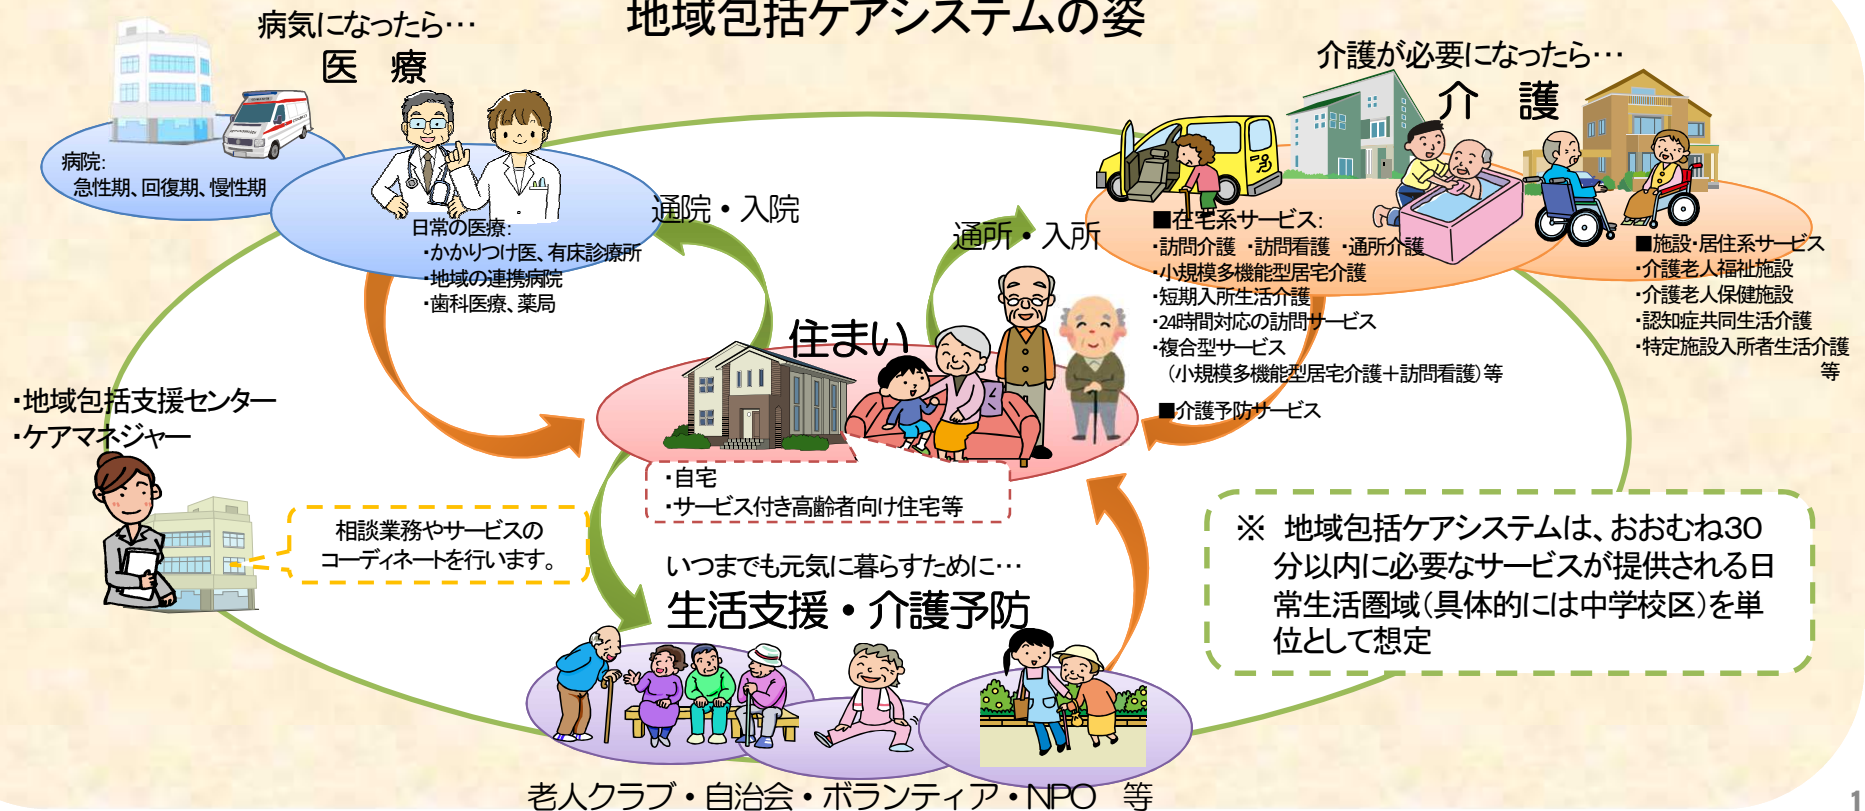 地域包括ケアシステムの姿
病気になったら…
医　療
病院:
急性期、回復期、慢性期
日常の医療:
・かかりつけ医、有床診療所
・地域の連携病院
・歯科医療、薬局
通院・入院
通所・入所
介護が必要になったら…
介　護
■在宅系サービス:
・訪問介護 ・訪問看護 ・通所介護
・小規模多機能型居宅介護
・短期入所生活介護
・24時間対応の訪問サービス
・複合型サービス
（小規模多機能型居宅介護＋訪問看護）等
■介護予防サービス
■施設・居住系サービス
・介護老人福祉施設
・介護老人保健施設
・認知症共同生活介護
・特定施設入所者生活介護
等
住まい
・自宅
・サービス付き高齢者向け住宅等
・地域包括支援センター
・ケアマネジャー
相談業務やサービスの
コーディネートを行います。
いつまでも元気に暮らすために…
生活支援・介護予防
老人クラブ・自治会・ボランティア・NPO　等
※　地域包括ケアシステムは、おおむね30
分以内に必要なサービスが提供される日
常生活圏域（具体的には中学校区）を単
位として想定
1